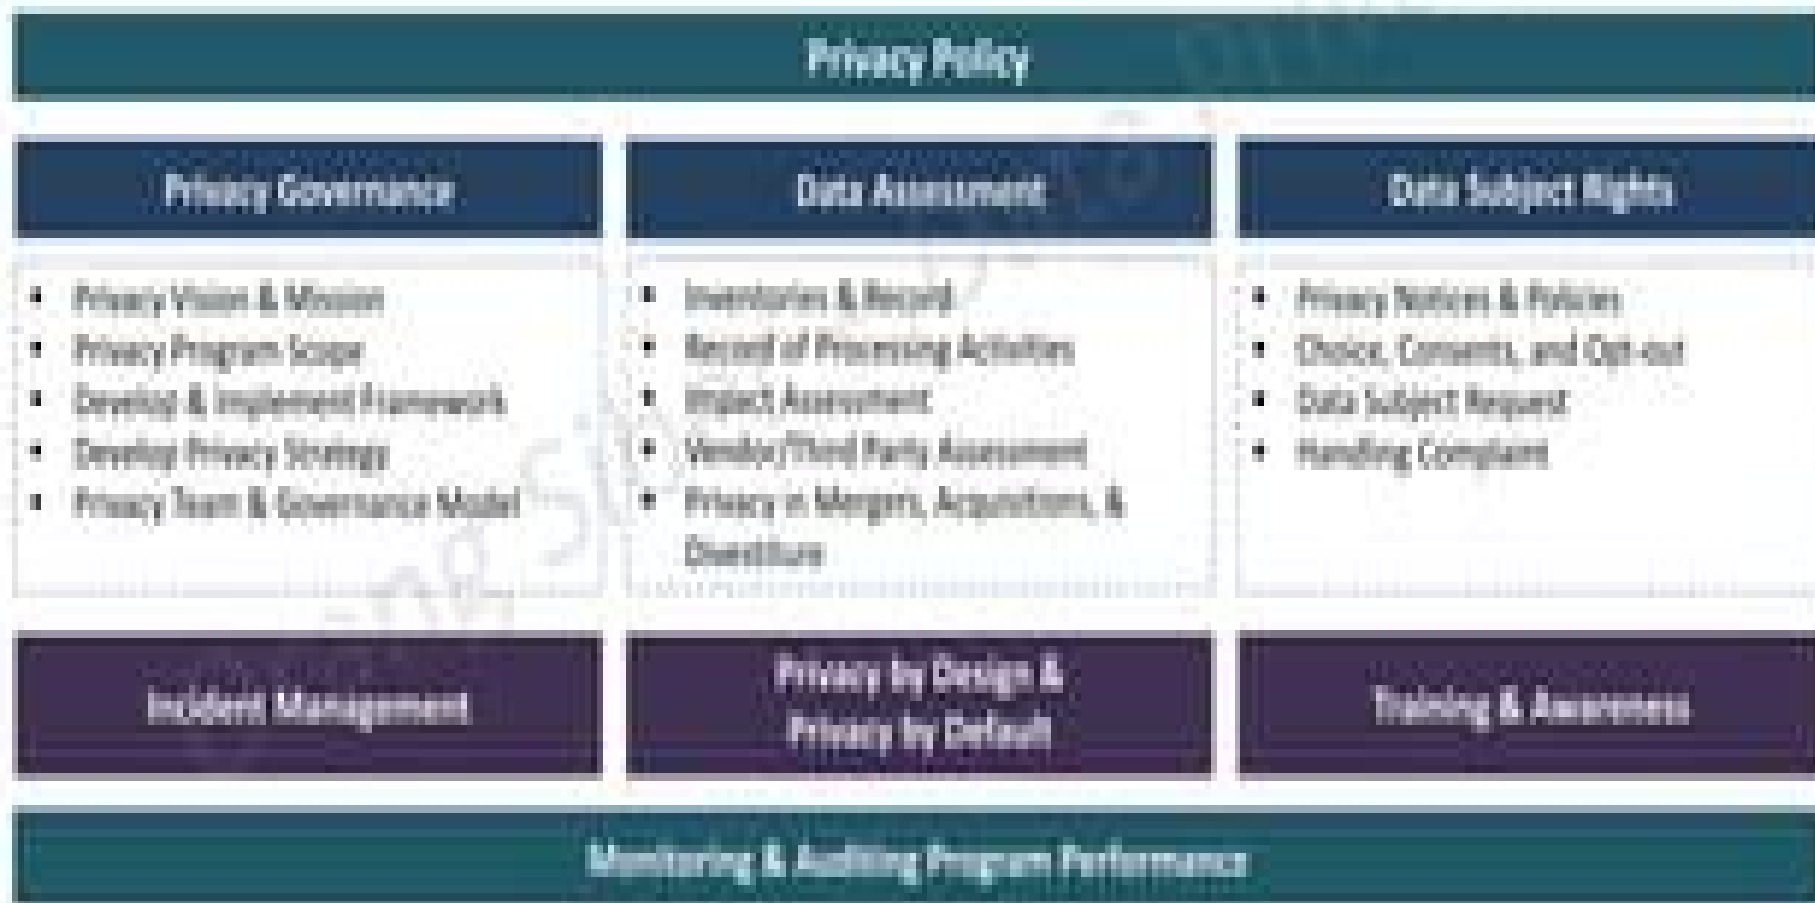 Privacy Policy
Privacy Governance
• Privacy Vision & Mission
• Privacy Program Scope
• Develop & Implement Framework
• Develop Privacy Strategy
• Privacy Team & Governance Model
Data Assessment
• Inventories & Record
• Record of Processing Activities
• Impact Assessment
• Vendor/Third Party Assessment
• Privacy in Mergers, Acquisitions, &
Divestiture
Data Subject Rights
• Privacy Notices & Policies
• Choice, Consents, and Opt-out
• Data Subject Request
• Handling Complaint
Incident Management
Privacy by Design &
Privacy by Default
Training & Awareness
Monitoring & Auditing Program Performance